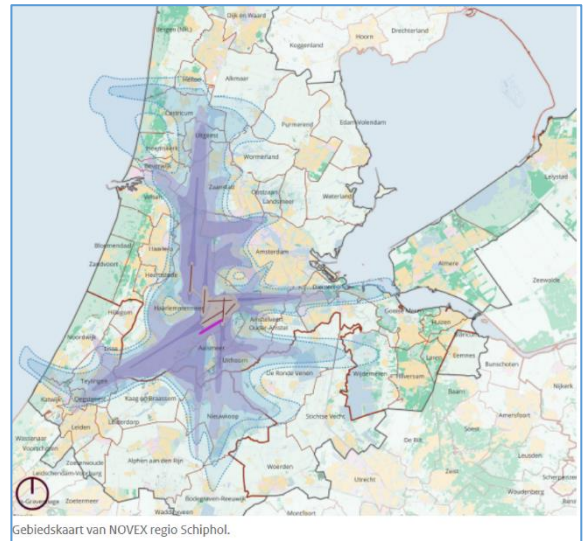 Dijk en Waard
Bergen (NH.)
Drechterland
Hoorn
Koggenland
Alkmaar
Heiloo
Castricum
Purmerend
Edam-Volendam
Uitgeest
Heemskerk
Wormerland
Beverwijk
Zaanstad
Oostzaan
Landsmeer
Waterland
Velsen
Lelystad
Bloemendaal
Haarlem
Zandvoort
Amsterdam
Almere
Heemstede
Zeewolde
Diemen
Haarlemmermeer
Hillegom
Amstelveen
Ouder-Amstel
Gooise Meren
Huizen
Noordwijk
Lisse
Aalsmeer
Laren
Eemnes
Uithoorn
Bunschoten
Teylingen
De Ronde Venen
Wijdemeren
Hilversum
Nijkerk
Katwijk
Oegstgeest
Kaag en Braassem
Baarn
Nieuwkoop
Stichtse Vecht
Amersfoort
Leiden
Leiderdorp
Soest
Wassenaar
De Bilt
Voorschoten
Zoeterwoude
Alphen aan den Rijn
Leusden
Leidschendam-Voorburg
Woerden
Zeist
Utrecht
Woudenberg
Zoetermeer
Bodegraven-Reeuwijk
Waddinxveen
Montfoort
Gebiedskaart van NOVEX regio Schiphol.